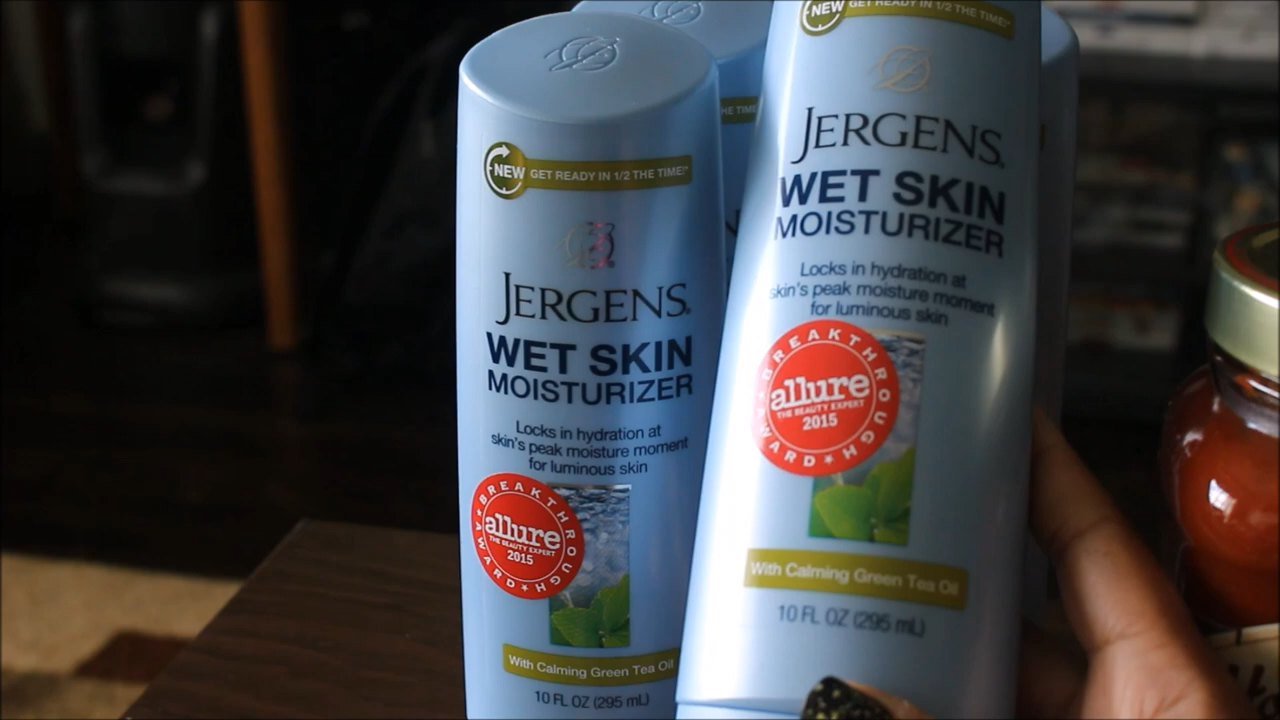 NEW GET READY IN 1/2 THE TIME!*
JERGENS®
WET SKIN
MOISTURIZER
Locks in hydration at
skin's peak moisture moment
for luminous skin
BREAKTHROUGH
allure
THE BEAUTY EXPERT
2015
AWARD
With Calming Green Tea Oil
10 FL OZ (295 mL)
HE TIME
NEW GET READY IN 1/2 THE TIME!*
JERGENS®
WET SKIN
MOISTURIZER
Locks in hydration at
skin's peak moisture moment
for luminous skin
BREAKTHROUGH
allure
THE BEAUTY EXPERT
2015
AWARD
With Calming Green Tea Oil
10 FL OZ (295 mL)